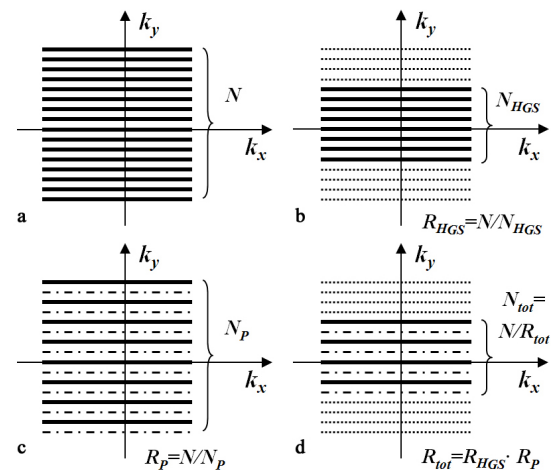 k_y
N
k_x
a
k_y
N_HGS
k_x
b
R_HGS=N/N_HGS
k_y
N_P
k_x
c
R_P=N/N_P
k_y
N_tot=
N/R_tot
k_x
d
R_tot=R_HGS· R_P